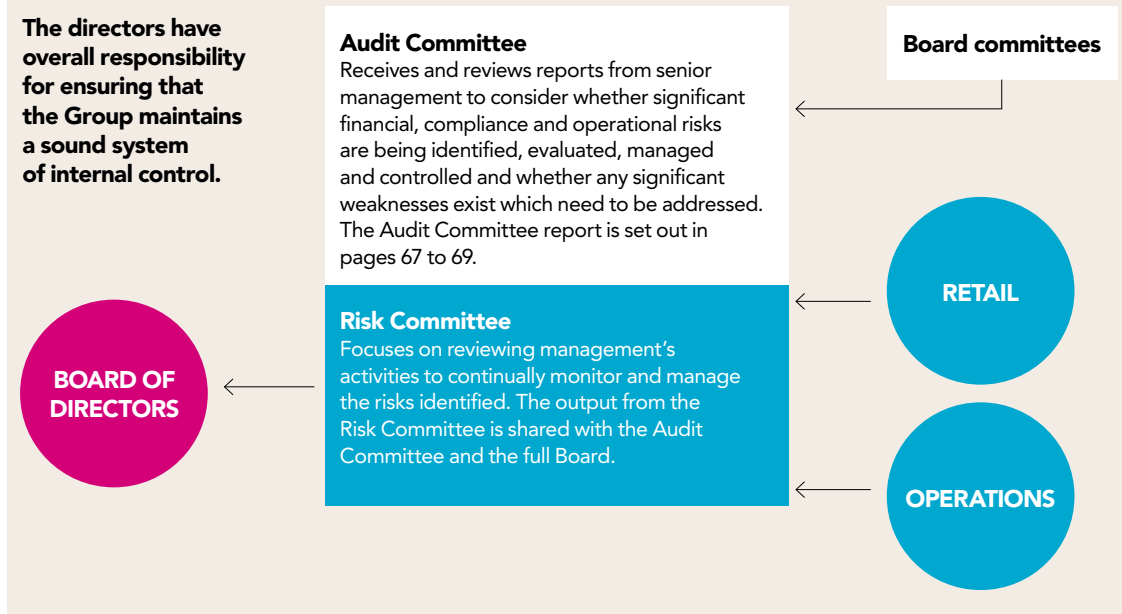 The directors have
overall responsibility
for ensuring that
the Group maintains
a sound system
of internal control.
Audit Committee
Receives and reviews reports from senior
management to consider whether significant
financial, compliance and operational risks
are being identified, evaluated, managed
and controlled and whether any significant
weaknesses exist which need to be addressed.
The Audit Committee report is set out in
pages 67 to 69.
Board committees
RETAIL
Risk Committee
Focuses on reviewing management’s
activities to continually monitor and manage
the risks identified. The output from the
Risk Committee is shared with the Audit
Committee and the full Board.
BOARD OF
DIRECTORS
OPERATIONS